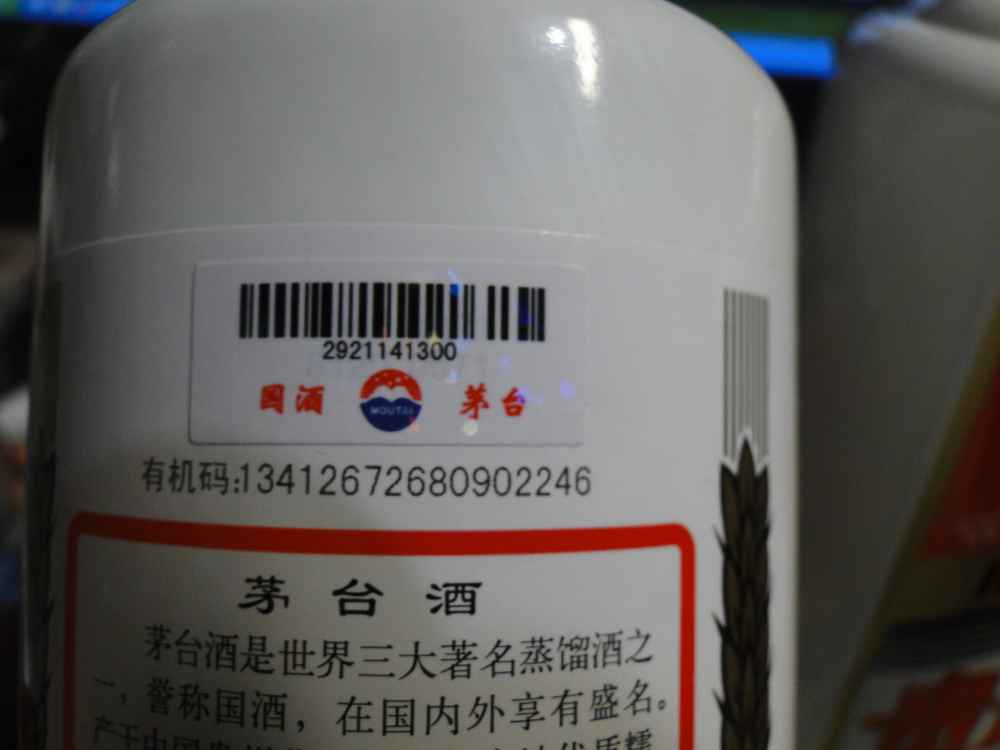 2921141300
国酒 MOUTAI 茅台
有机码:13412672680902246
茅台酒
茅台酒是世界三大著名蒸馏酒之
一,誉称国酒,在国内外享有盛名。